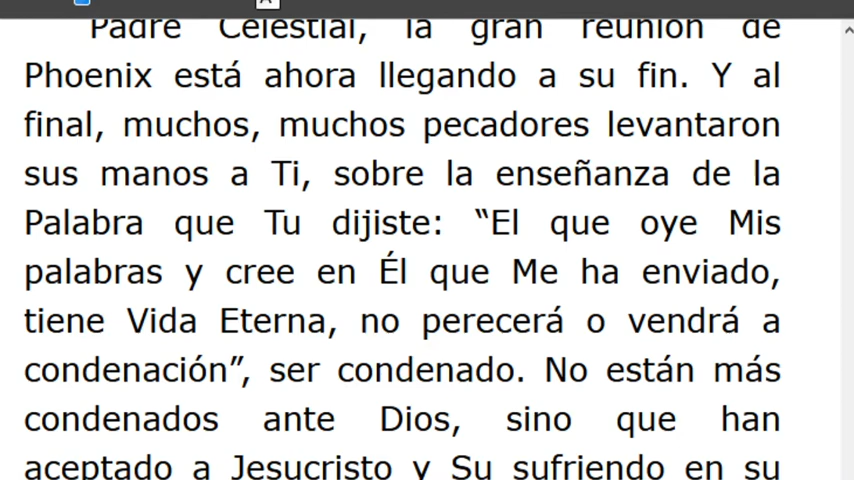 Padre Celestial, la gran reunión de
Phoenix está ahora llegando a su fin. Y al
final, muchos, muchos pecadores levantaron
sus manos a Ti, sobre la enseñanza de la
Palabra que Tu dijiste: “El que oye Mis
palabras y cree en Él que Me ha enviado,
tiene Vida Eterna, no perecerá o vendrá a
condenación”, ser condenado. No están más
condenados ante Dios, sino que han
aceptado a Jesucristo y Su sufriendo en su